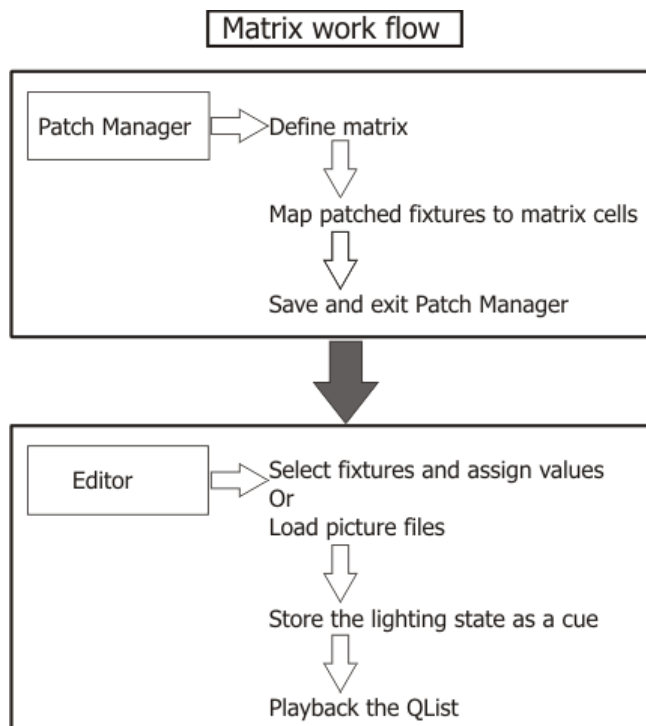 Matrix work flow
Patch Manager
Define matrix
Map patched fixtures to matrix cells
Save and exit Patch Manager
Editor
Select fixtures and assign values
Or
Load picture files
Store the lighting state as a cue
Playback the QList